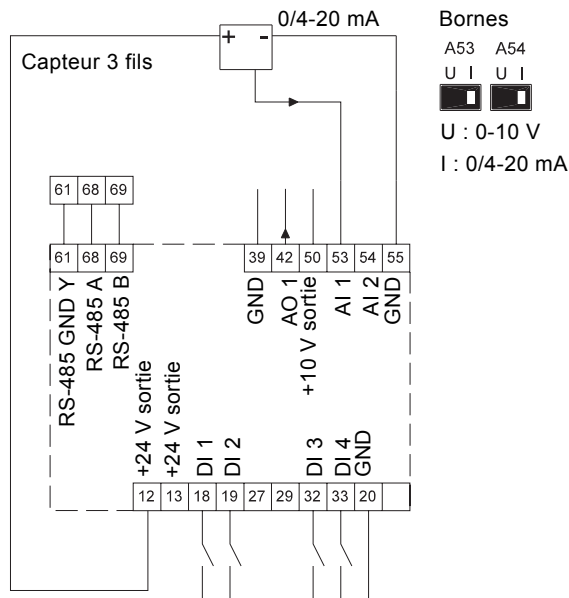 0/4-20 mA
+ -
Capteur 3 fils
Bornes
A53 A54
U I U I
U : 0-10 V
I : 0/4-20 mA
61 68 69
61 68 69
39 42 50 53 54 55
RS-485 GND Y
RS-485 A
RS-485 B
GND
AO 1
+10 V sortie
AI 1
AI 2
GND
+24 V sortie
+24 V sortie
DI 1
DI 2
DI 3
DI 4
GND
12 13 18 19 27 29 32 33 20